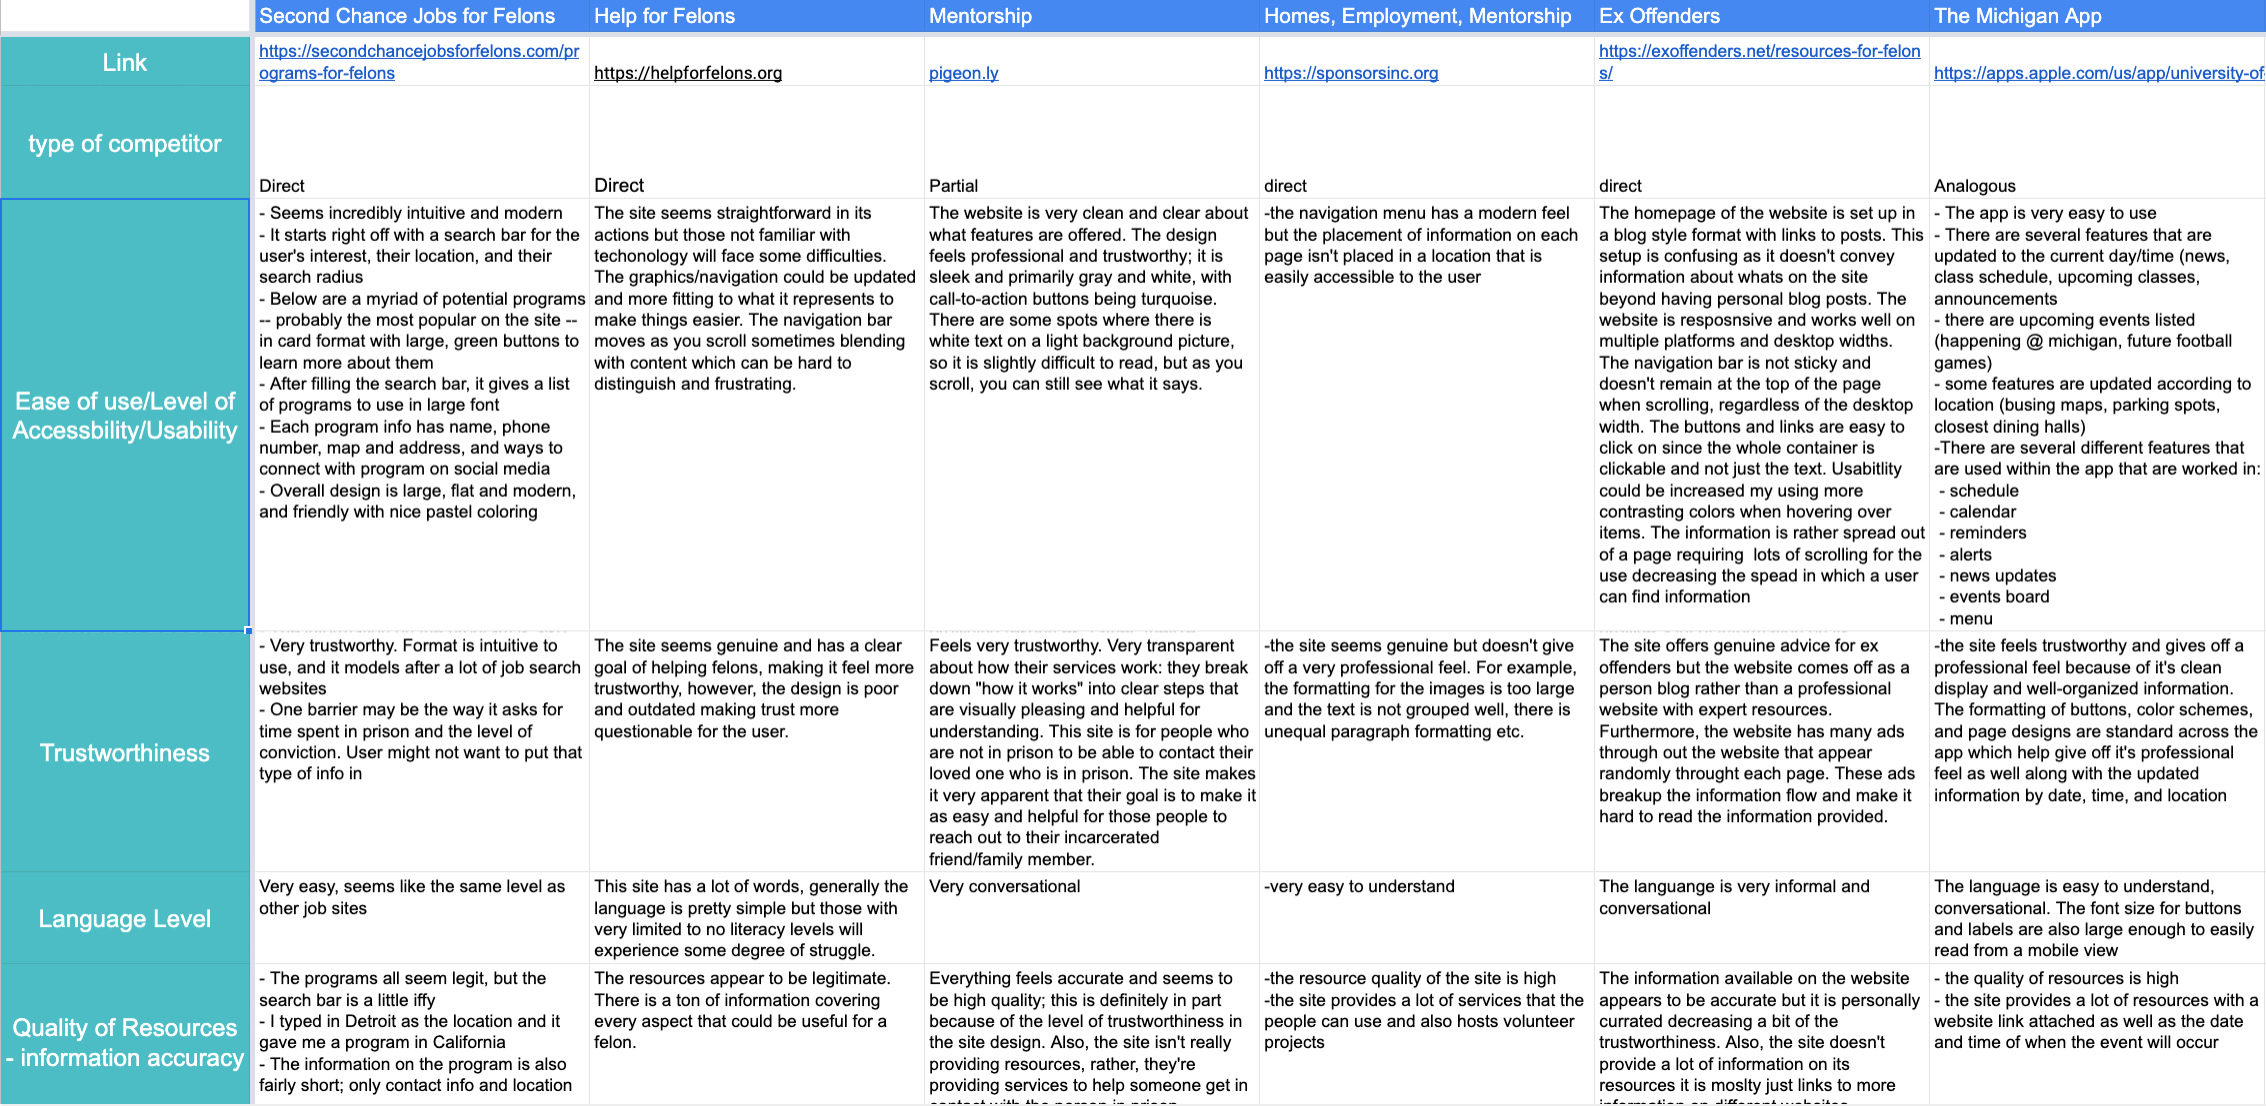 Second Chance Jobs for Felons
Help for Felons
Mentorship
Homes, Employment, Mentorship
Ex Offenders
The Michigan App
Link
https://secondchancejobsforfelons.com/pr
ograms-for-felons
https://helpforfelons.org
pigeon.ly
https://sponsorsinc.org
https://exoffenders.net/resources-for-felon
s/
https://apps.apple.com/us/app/university-of
type of competitor
Direct
Direct
Partial
direct
direct
Analogous
Ease of use/Level of
Accessbility/Usability
- Seems incredibly intuitive and modern
- It starts right off with a search bar for the
user's interest, their location, and their
search radius
- Below are a myriad of potential programs
-- probably the most popular on the site --
in card format with large, green buttons to
learn more about them
- After filling the search bar, it gives a list
of programs to use in large font
- Each program info has name, phone
number, map and address, and ways to
connect with program on social media
- Overall design is large, flat and modern,
and friendly with nice pastel coloring
The site seems straightforward in its
actions but those not familiar with
techonology will face some difficulties.
The graphics/navigation could be updated
and more fitting to what it represents to
make things easier. The navigation bar
moves as you scroll sometimes blending
with content which can be hard to
distinguish and frustrating.
The website is very clean and clear about
what features are offered. The design
feels professional and trustworthy; it is
sleek and primarily gray and white, with
call-to-action buttons being turquoise.
There are some spots where there is
white text on a light background picture,
so it is slightly difficult to read, but as you
scroll, you can still see what it says.
-the navigation menu has a modern feel
but the placement of information on each
page isn't placed in a location that is
easily accessible to the user
The homepage of the website is set up in
a blog style format with links to posts. This
setup is confusing as it doesn't convey
information about whats on the site
beyond having personal blog posts. The
website is resposnsive and works well on
multiple platforms and desktop widths.
The navigation bar is not sticky and
doesn't remain at the top of the page
when scrolling, regardless of the desktop
width. The buttons and links are easy to
click on since the whole container is
clickable and not just the text. Usabitlity
could be increased my using more
contrasting colors when hovering over
items. The information is rather spread out
of a page requiring  lots of scrolling for the
use decreasing the spead in which a user
can find information
- The app is very easy to use
- There are several features that are
updated to the current day/time (news,
class schedule, upcoming classes,
announcements
- there are upcoming events listed
(happening @ michigan, future football
games)
- some features are updated according to
location (busing maps, parking spots,
closest dining halls)
-There are several different features that
are used within the app that are worked in:
- schedule
- calendar
- reminders
- alerts
- news updates
- events board
- menu
Trustworthiness
- Very trustworthy. Format is intuitive to
use, and it models after a lot of job search
websites
- One barrier may be the way it asks for
time spent in prison and the level of
conviction. User might not want to put that
type of info in
The site seems genuine and has a clear
goal of helping felons, making it feel more
trustworthy, however, the design is poor
and outdated making trust more
questionable for the user.
Feels very trustworthy. Very transparent
about how their services work: they break
down "how it works" into clear steps that
are visually pleasing and helpful for
understanding. This site is for people who
are not in prison to be able to contact their
loved one who is in prison. The site makes
it very apparent that their goal is to make it
as easy and helpful for those people to
reach out to their incarcerated
friend/family member.
-the site seems genuine but doesn't give
off a very professional feel. For example,
the formatting for the images is too large
and the text is not grouped well, there is
unequal paragraph formatting etc.
The site offers genuine advice for ex
offenders but the website comes off as a
person blog rather than a professional
website with expert resources.
Furthermore, the website has many ads
through out the website that appear
randomly throught each page. These ads
breakup the information flow and make it
hard to read the information provided.
-the site feels trustworthy and gives off a
professional feel because of it's clean
display and well-organized information.
The formatting of buttons, color schemes,
and page designs are standard across the
app which help give off it's professional
feel as well along with the updated
information by date, time, and location
Language Level
Very easy, seems like the same level as
other job sites
This site has a lot of words, generally the
language is pretty simple but those with
very limited to no literacy levels will
experience some degree of struggle.
Very conversational
-very easy to understand
The languange is very informal and
conversational
The language is easy to understand,
conversational. The font size for buttons
and labels are also large enough to easily
read from a mobile view
Quality of Resources
- information accuracy
- The programs all seem legit, but the
search bar is a little iffy
- I typed in Detroit as the location and it
gave me a program in California
- The information on the program is also
fairly short; only contact info and location
The resources appear to be legitimate.
There is a ton of information covering
every aspect that could be useful for a
felon.
Everything feels accurate and seems to
be high quality; this is definitely in part
because of the level of trustworthiness in
the site design. Also, the site isn't really
providing resources, rather, they're
providing services to help someone get in
contact with the person in prison
-the resource quality of the site is high
-the site provides a lot of services that the
people can use and also hosts volunteer
projects
The information available on the website
appears to be accurate but it is personally
currated decreasing a bit of the
trustworthiness. Also, the site doesn't
provide a lot of information on its
resources it is moslty just links to more
information on different websites
- the quality of resources is high
- the site provides a lot of resources with a
website link attached as well as the date
and time of when the event will occur